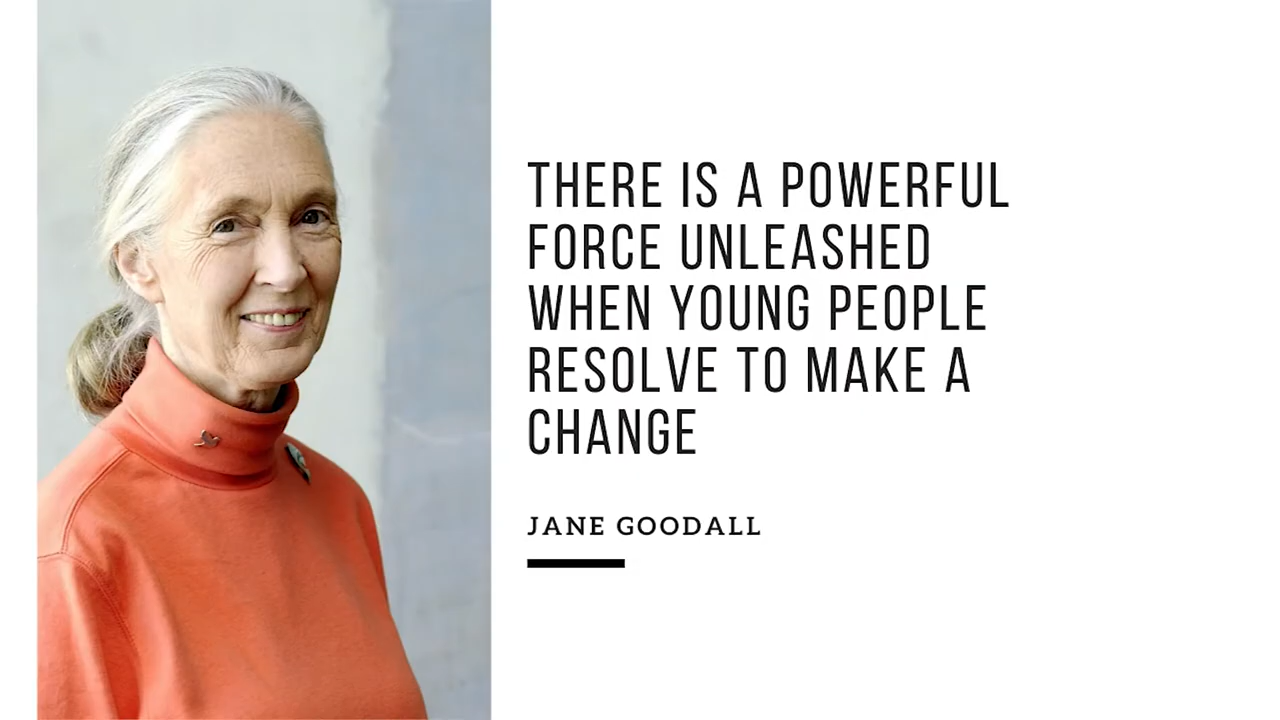 THERE IS A POWERFUL
FORCE UNLEASHED
WHEN YOUNG PEOPLE
RESOLVE TO MAKE A
CHANGE
JANE GOODALL